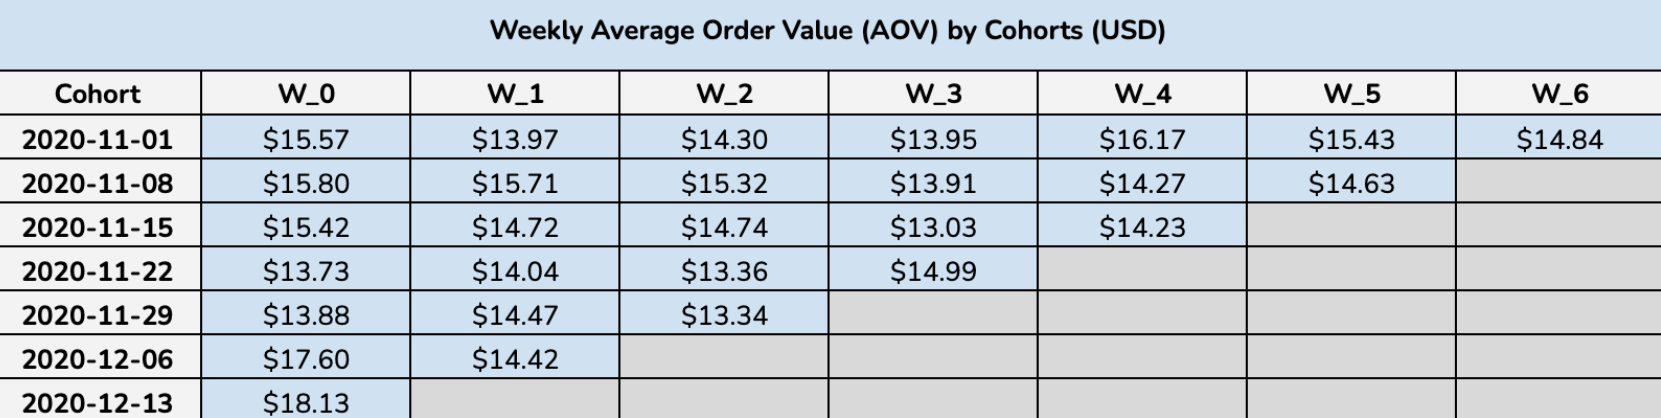 Weekly Average Order Value (AOV) by Cohorts (USD)
Cohort W_0 W_1 W_2 W_3 W_4 W_5 W_6
2020-11-01 $15.57 $13.97 $14.30 $13.95 $16.17 $15.43 $14.84
2020-11-08 $15.80 $15.71 $15.32 $13.91 $14.27 $14.63
2020-11-15 $15.42 $14.72 $14.74 $13.03 $14.23
2020-11-22 $13.73 $14.04 $13.36 $14.99
2020-11-29 $13.88 $14.47 $13.34
2020-12-06 $17.60 $14.42
2020-12-13 $18.13